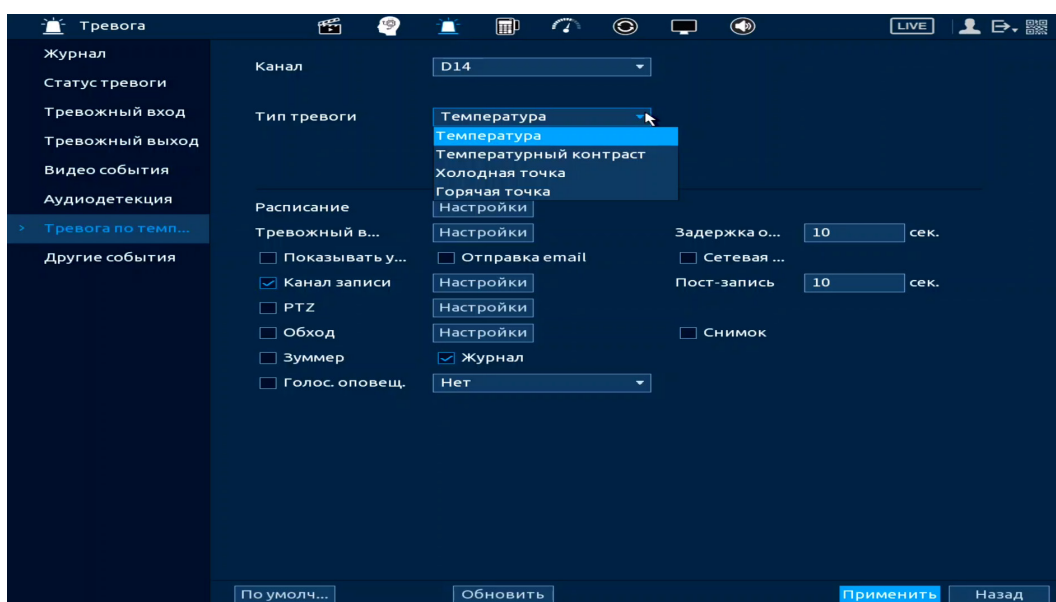 Тревога
LIVE
Журнал
Статус тревоги
Тревожный вход
Тревожный выход
Видео события
Аудиодетекция
> Тревога по темп...
Другие события
Канал D14
Тип тревоги Температура
Температура
Температурный контраст
Холодная точка
Горячая точка
Расписание Настройки
Тревожный в... Настройки Задержка о... 10 сек.
Показывать у... Отправка email Сетевая ...
Канал записи Настройки Пост-запись 10 сек.
PTZ Настройки
Обход Настройки Снимок
Зуммер Журнал
Голос. оповещ. Нет
По умолч... Обновить Применить Назад